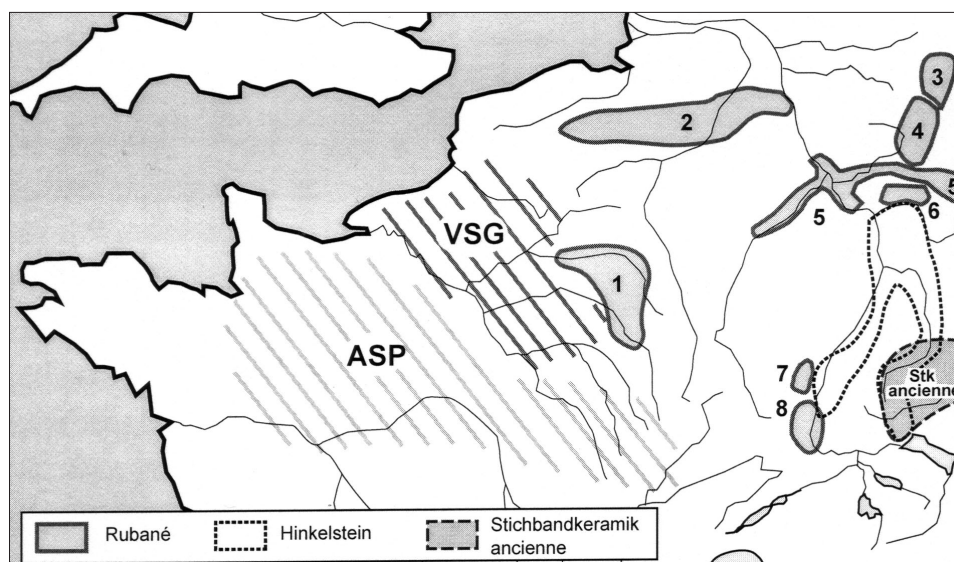 3
2
4
5
6
5
VSG
1
ASP
7
8
Stk
ancienne
Rubané
Hinkelstein
Stichbandkeramik
ancienne